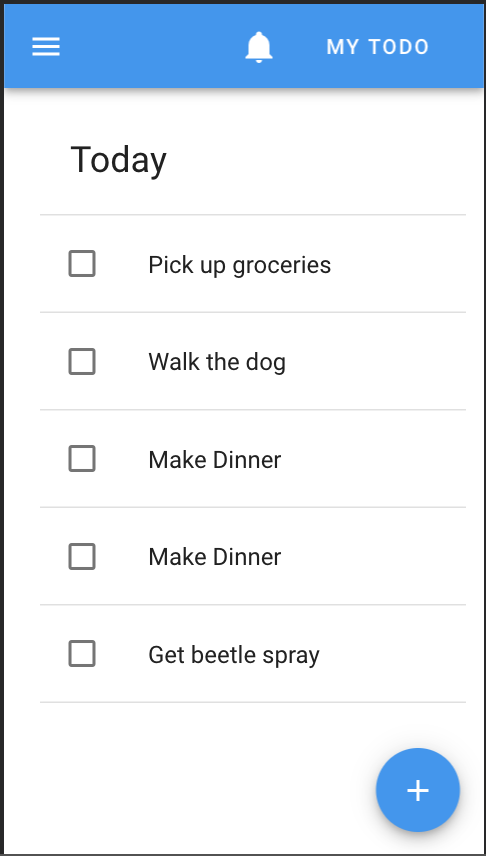 MY TODO
Today
Pick up groceries
Walk the dog
Make Dinner
Make Dinner
Get beetle spray